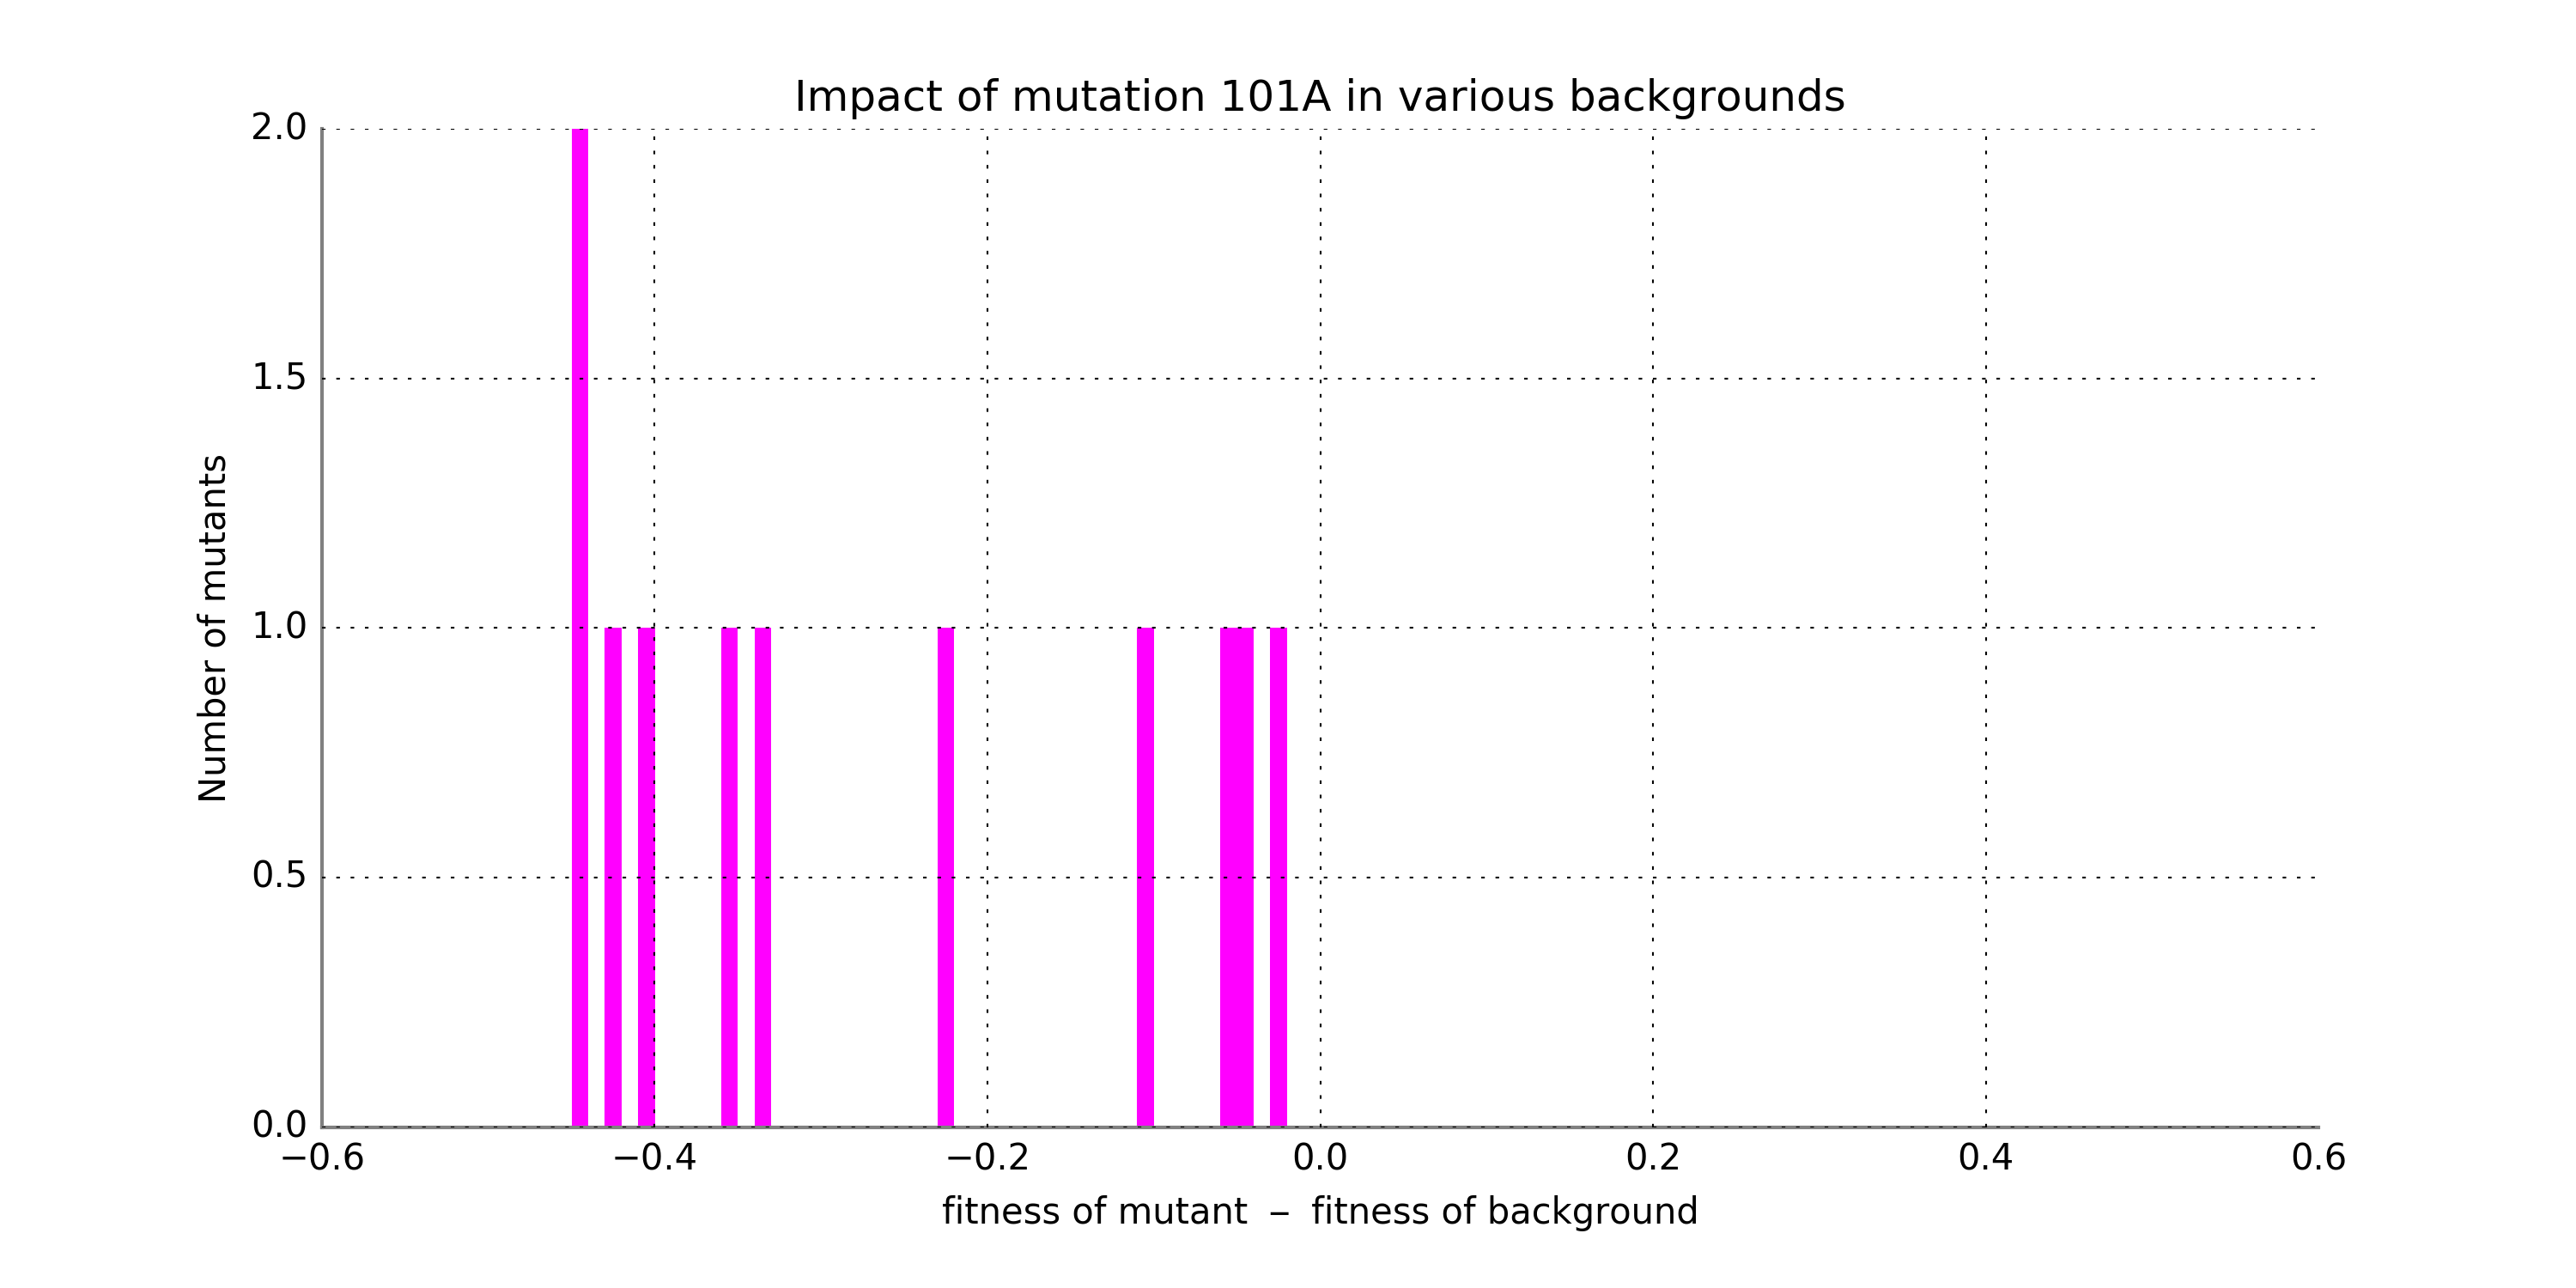 Impact of mutation 101A in various backgrounds
2.0
1.5
1.0
0.5
0.0
Number of mutants
−0.6 −0.4 −0.2 0.0 0.2 0.4 0.6
fitness of mutant − fitness of background